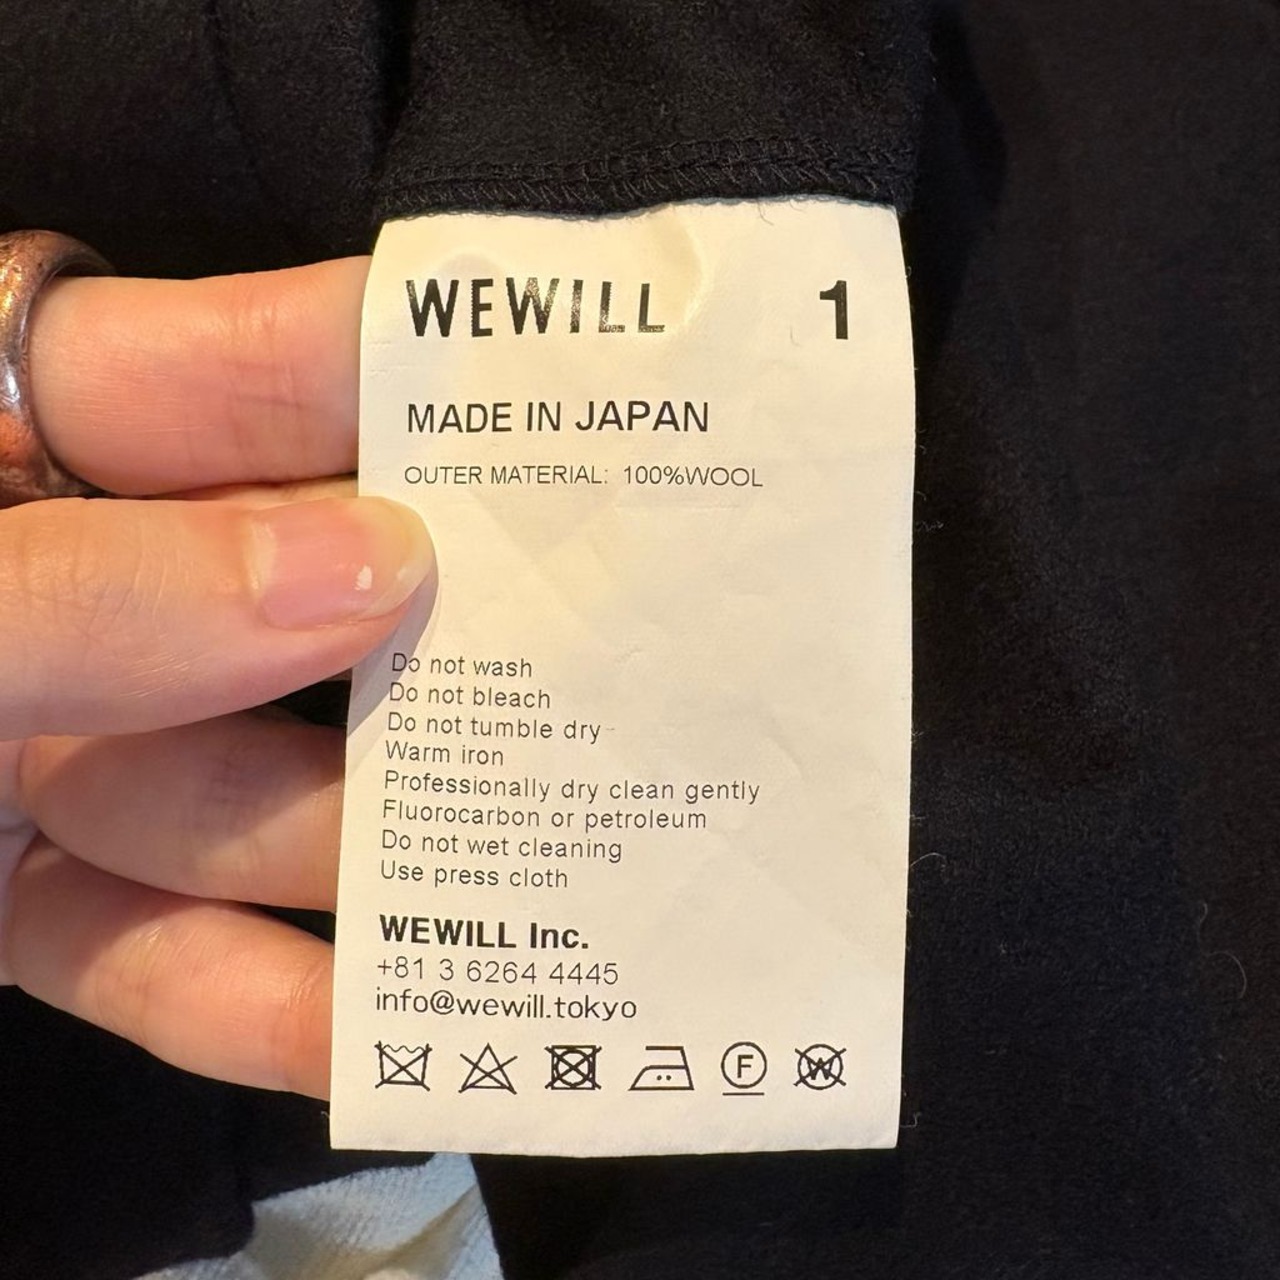 WEWILL 1
MADE IN JAPAN
OUTER MATERIAL: 100%WOOL
Do not wash
Do not bleach
Do not tumble dry
Warm iron
Professionally dry clean gently
Fluorocarbon or petroleum
Do not wet cleaning
Use press cloth
WEWILL Inc.
+81 3 6264 4445
info@wewill.tokyo
F W